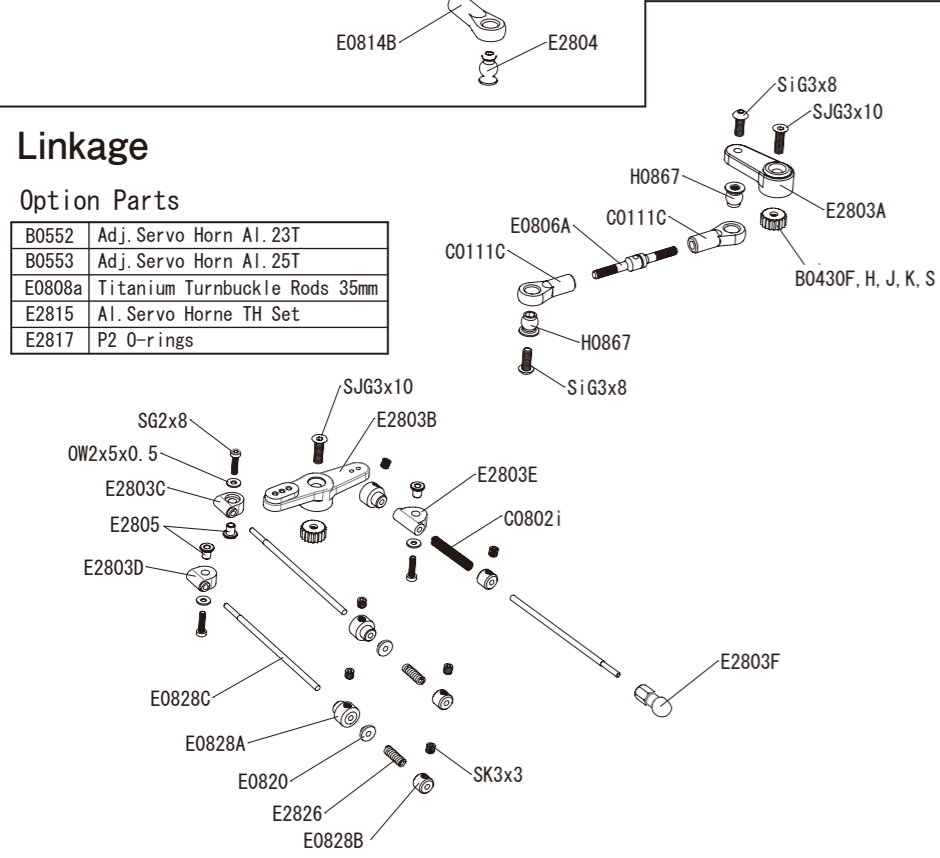 E0814B
E2804
Linkage
Option Parts
B0552 Adj.Servo Horn Al.23T
B0553 Adj.Servo Horn Al.25T
E0808a Titanium Turnbuckle Rods 35mm
E2815 Al.Servo Horne TH Set
E2817 P2 O-rings
SiG3x8
SJG3x10
H0867
E2803A
E0806A
C0111C
C0111C
B0430F, H, J, K, S
H0867
SiG3x8
SJG3x10
SG2x8
E2803B
OW2x5x0.5
E2803C
E2803E
E2805
C0802i
E2803D
E2803F
E0828C
E0828A
E0820
SK3x3
E2826
E0828B